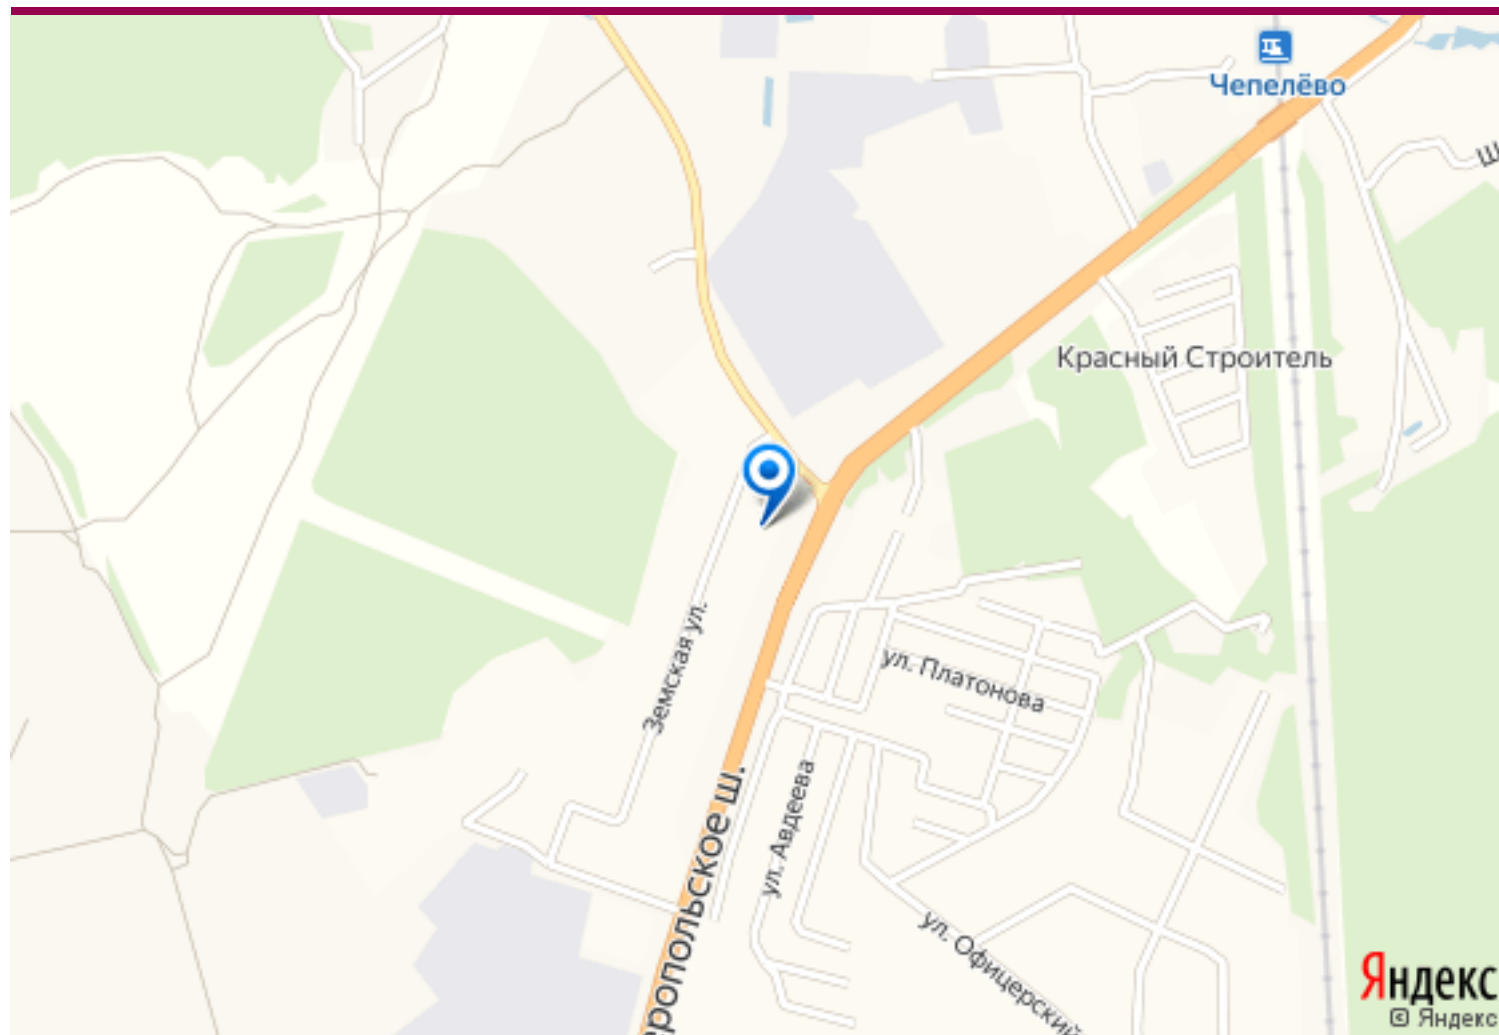 Чепелёво
Ш
Красный Строитель
Земская ул.
ул. Платонова
ул. Авдеева
ропольское ш.
ул. Офицерский
Яндекс
© Яндекс